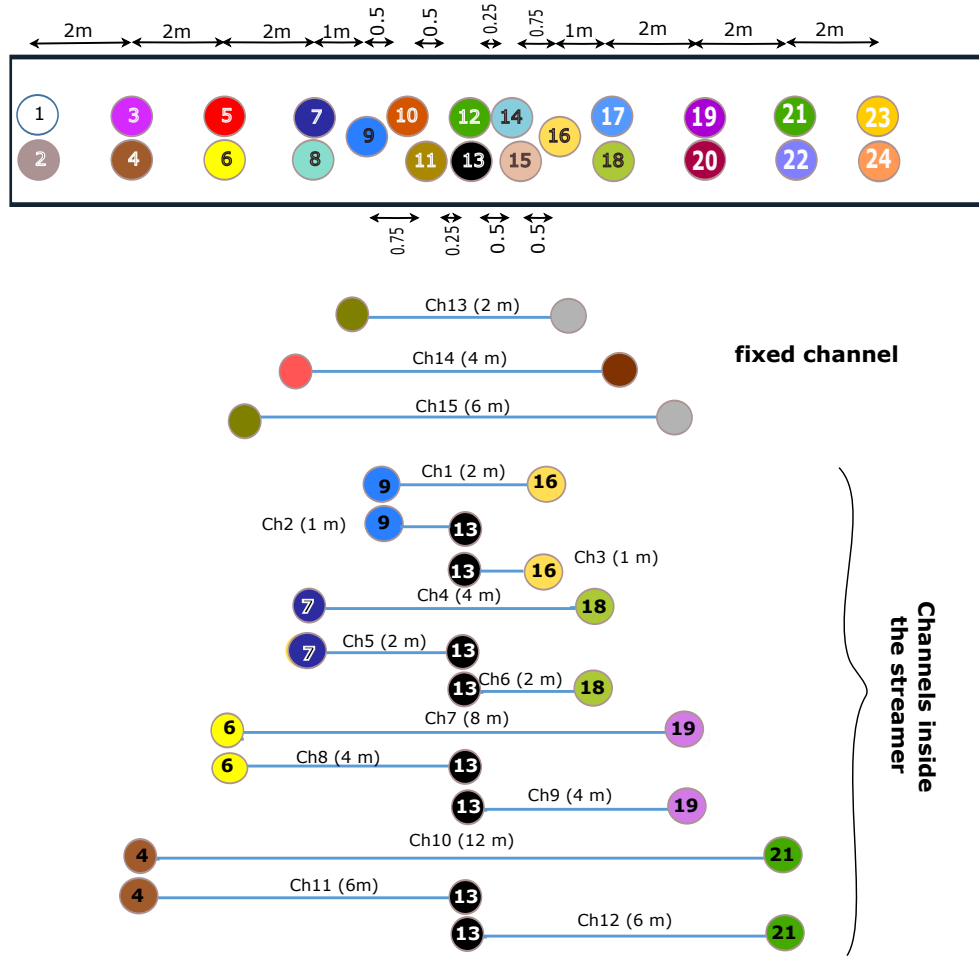 2m 2m 2m 1m 0.5 0.5 0.25 0.75 1m 2m 2m 2m
1 3 5 7 9 10 12 14 16 17 19 21 23
2 4 6 8 11 13 15 18 20 22 24
0.75 0.25 0.5 0.5
Ch13 (2 m)
fixed channel
Ch14 (4 m)
Ch15 (6 m)
9 Ch1 (2 m) 16
Ch2 (1 m) 9 13
13 16 Ch3 (1 m)
7 Ch4 (4 m) 18
7 Ch5 (2 m) 13
13 Ch6 (2 m) 18
6 Ch7 (8 m) 19
6 Ch8 (4 m) 13
13 Ch9 (4 m) 19
4 Ch10 (12 m) 21
4 Ch11 (6m) 13
13 Ch12 (6 m) 21
Channels inside
the streamer